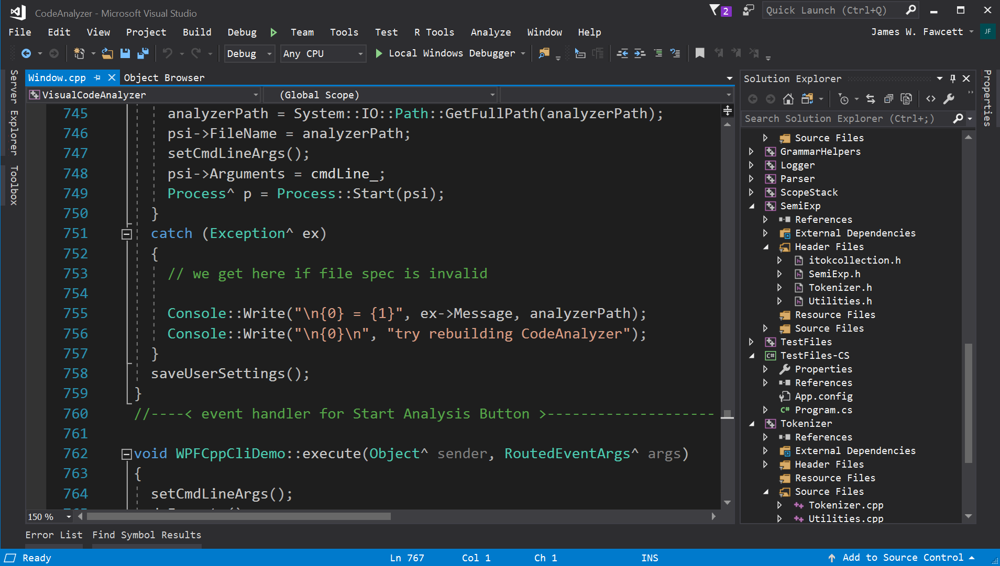 CodeAnalyzer - Microsoft Visual Studio
2
Quick Launch (Ctrl+Q)
File Edit View Project Build Debug Team Tools Test R Tools Analyze Window Help
James W. Fawcett JF
Debug Any CPU Local Windows Debugger
Server Explorer
Toolbox
Window.cpp Object Browser
VisualCodeAnalyzer (Global Scope)
745 analyzerPath = System::IO::Path::GetFullPath(analyzerPath);
746 psi->FileName = analyzerPath;
747 setCmdLineArgs();
748 psi->Arguments = cmdLine_;
749 Process^ p = Process::Start(psi);
750 }
751 catch (Exception^ ex)
752 {
753 // we get here if file spec is invalid
754
755 Console::Write("\n{0} = {1}", ex->Message, analyzerPath);
756 Console::Write("\n{0}\n", "try rebuilding CodeAnalyzer");
757 }
758 saveUserSettings();
759 }
760 //----< event handler for Start Analysis Button >--------------------
761
762 void WPFCppCliDemo::execute(Object^ sender, RoutedEventArgs^ args)
763 {
764 setCmdLineArgs();
150 %
Solution Explorer
Search Solution Explorer (Ctrl+;)
Source Files
GrammarHelpers
Logger
Parser
ScopeStack
SemiExp
References
External Dependencies
Header Files
itokcollection.h
SemiExp.h
Tokenizer.h
Utilities.h
Resource Files
Source Files
TestFiles
C# TestFiles-CS
Properties
References
App.config
C# Program.cs
Tokenizer
References
External Dependencies
Header Files
Resource Files
Source Files
Tokenizer.cpp
Utilities.cpp
Properties
Error List Find Symbol Results
Ready Ln 767 Col 1 Ch 1 INS Add to Source Control